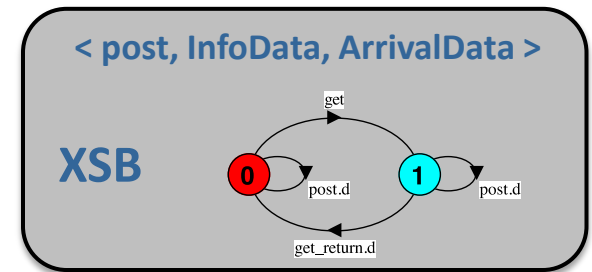 < post, InfoData, ArrivalData >
get
XSB
0
1
post.d
post.d
get_return.d